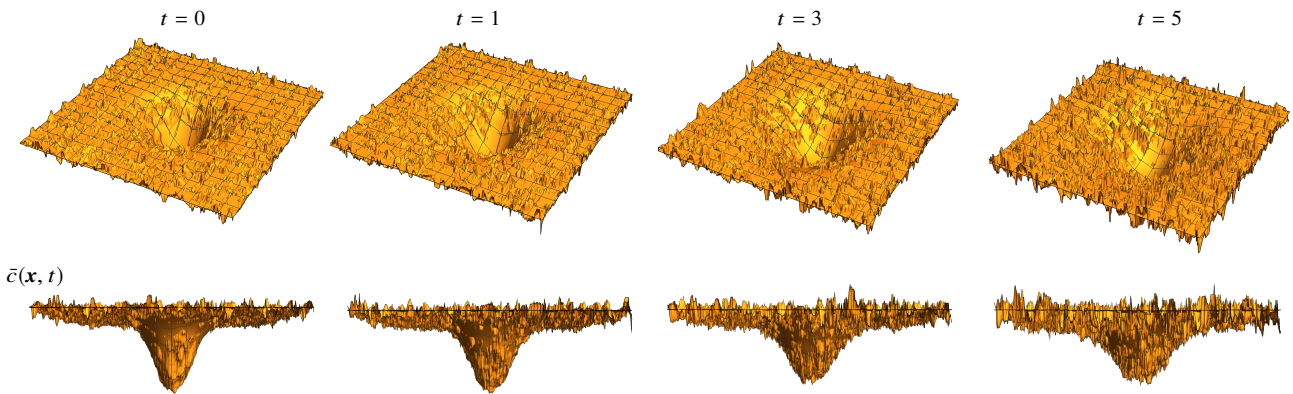 t = 0 t = 1 t = 3 t = 5
c̄(x, t)